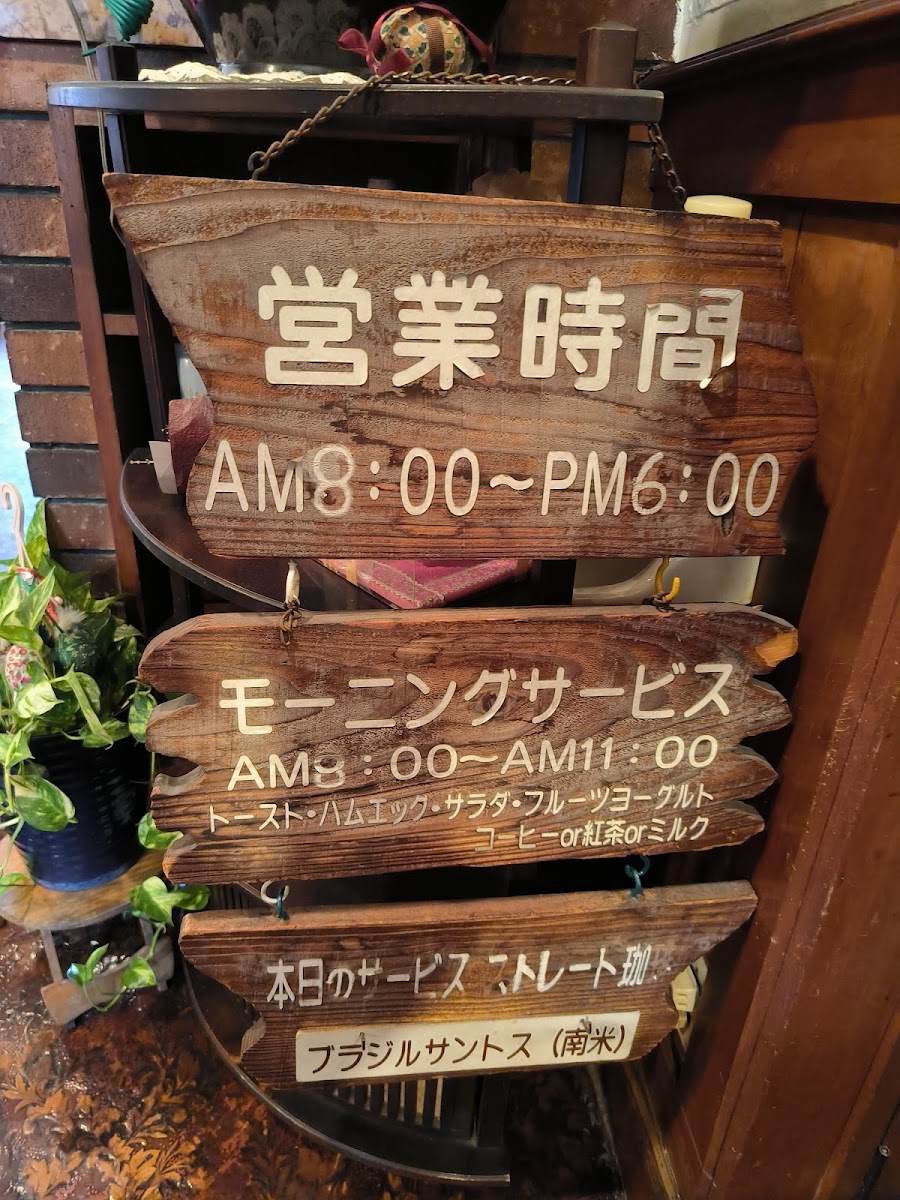 営業時間
AM8:00~PM6:00
モーニングサービス
AM8:00~AM11:00
トースト・ハムエッグ・サラダ・フルーツヨーグルト
コーヒーor紅茶orミルク
本日のサービス ストレート珈
ブラジルサントス (南米)